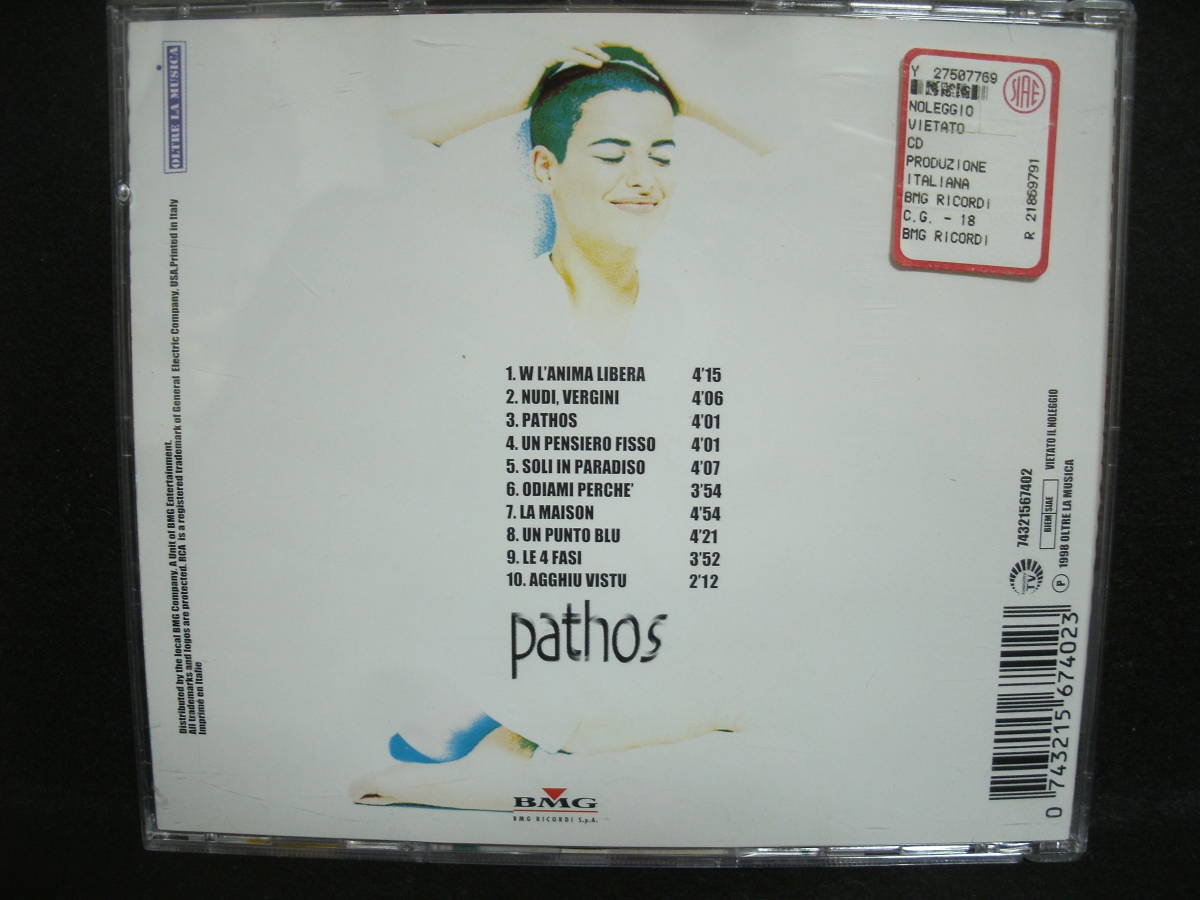 OLTRE LA MUSICA
Distributed by the local BMG Company. A Unit of BMG Entertainment.
All trademarks and logos are protected. RCA is a registered trademark of General Electric Company, USA.Printed in Italy
Imprimé en Italie
Y 27507769
SIAE
NOLEGGIO
VIETATO
CD
PRODUZIONE
ITALIANA
BMG RICORDI
C.G. - 18
BMG RICORDI
R 21869791
1. W L'ANIMA LIBERA 4'15
2. NUDI, VERGINI 4'06
3. PATHOS 4'01
4. UN PENSIERO FISSO 4'01
5. SOLI IN PARADISO 4'07
6. ODIAMI PERCHE' 3'54
7. LA MAISON 4'54
8. UN PUNTO BLU 4'21
9. LE 4 FASI 3'52
10. AGGHIU VISTU 2'12
pathos
BMG
BMG RICORDI S.p.A.
74321567402
BIEM SIAE
VIETATO IL NOLEGGIO
℗ 1998 OLTRE LA MUSICA
TV
0 743215 674023